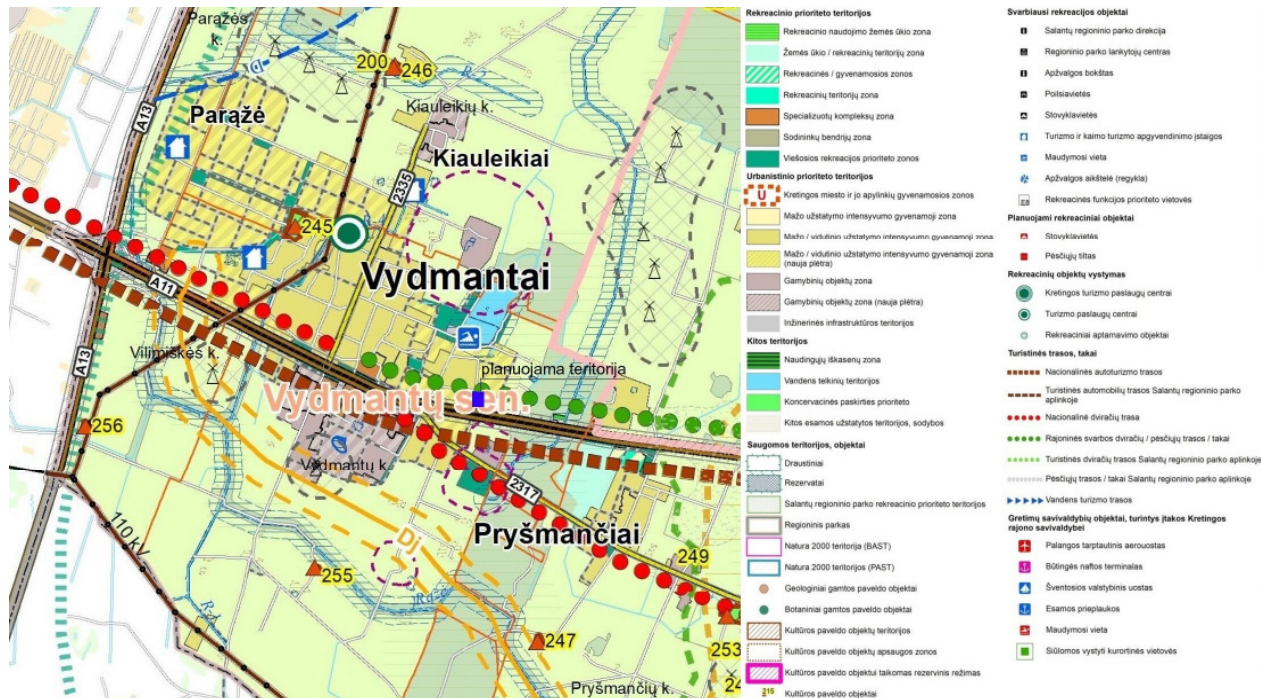 Paražės
k.
200
246
R-5
A13
D
Kiauleikių k.
Parąžė
Kiauleikiai
2335
245
R-4
Vydmantai
A11
A13
Vilimiškės k.
planuojama teritorija
Vydmantų sen.
256
Vydmantų k.
2317
Pryšmančiai
110 kV
Dj
249
255
247
253
24
Pryšmančių k.
Rekreacinio prioriteto teritorijos
Rekreacinio naudojimo žemės ūkio zona
Žemės ūkio / rekreacinių teritorijų zona
Rekreacinės / gyvenamosios zonos
Rekreacinių teritorijų zona
Specializuotų kompleksų zona
Sodininkų bendrijų zona
Viešosios rekreacijos prioriteto zonos
Urbanistinio prioriteto teritorijos
U
Kretingos miesto ir jo apylinkių gyvenamosios zonos
Mažo užstatymo intensyvumo gyvenamoji zona
Mažo / vidutinio užstatymo intensyvumo gyvenamoji zona
Mažo / vidutinio užstatymo intensyvumo gyvenamoji zona
(nauja plėtra)
Gamybinių objektų zona
Gamybinių objektų zona (nauja plėtra)
Inžinerinės infrastruktūros teritorijos
Kitos teritorijos
Naudingųjų iškasenų zona
Vandens telkinių teritorijos
Koncervacinės paskirties prioriteto
Kitos esamos užstatytos teritorijos, sodybos
Saugomos teritorijos, objektai
Draustiniai
Rezervatai
Salantų regioninio parko rekreacinio prioriteto teritorijos
Regioninis parkas
Natura 2000 teritorija (BAST)
Natura 2000 teritorijos (PAST)
Geologiniai gamtos paveldo objektai
Botaniniai gamtos paveldo objektai
Kultūros paveldo objektų teritorijos
Kultūros paveldo objektų apsaugos zonos
Kultūros paveldo objektui taikomas rezervinis režimas
215
Kultūros paveldo objektai
Svarbiausi rekreacijos objektai
Salantų regioninio parko direkcija
Regioninio parko lankytojų centras
Apžvalgos bokštas
Poilsiavietės
Stovyklavietės
Turizmo ir kaimo turizmo apgyvendinimo įstaigos
Maudymosi vieta
Apžvalgos aikštelė (regykla)
Rekreacinės funkcijos prioriteto vietovės
Planuojami rekreaciniai objektai
Stovyklavietės
Pėsčiųjų tiltas
Rekreacinių objektų vystymas
Kretingos turizmo paslaugų centrai
Turizmo paslaugų centrai
Rekreaciniai aptarnavimo objektai
Turistinės trasos, takai
Nacionalinės autoturizmo trasos
Turistinės automobilių trasos Salantų regioninio parko
aplinkoje
Nacionalinė dviračių trasa
Rajoninės svarbos dviračių / pėsčiųjų trasos / takai
Turistinės dviračių trasos Salantų regioninio parko aplinkoje
Pėsčiųjų trasos / takai Salantų regioninio parko aplinkoje
Vandens turizmo trasos
Gretimų savivaldybių objektai, turintys įtakos Kretingos
rajono savivaldybei
Palangos tarptautinis aerouostas
Būtingės naftos terminalas
Šventosios valstybinis uostas
Esamos prieplaukos
Maudymosi vieta
Siūlomos vystyti kurortinės vietovės